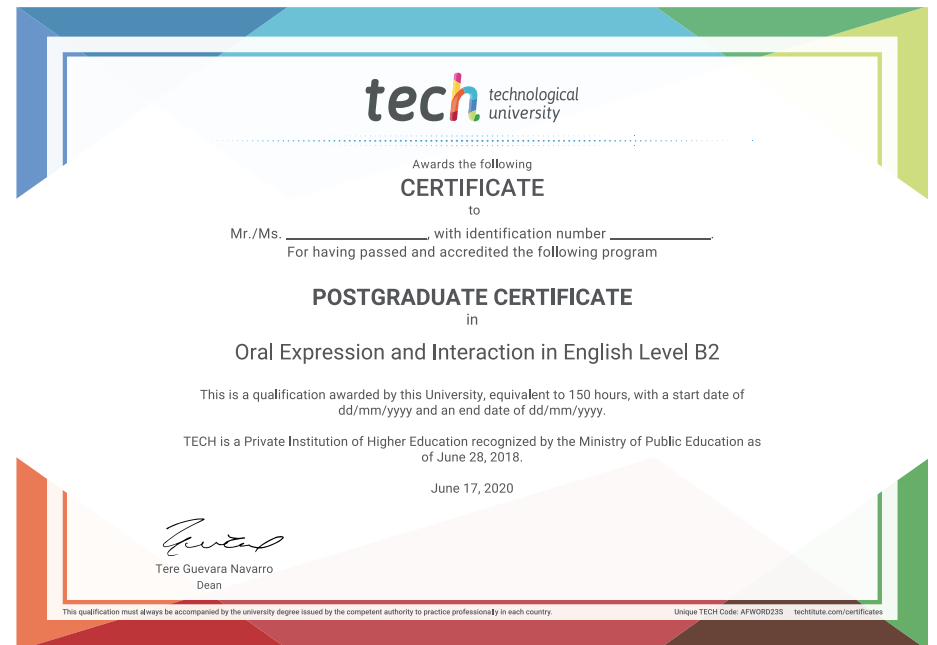 tech technological
university
Awards the following
CERTIFICATE
to
Mr./Ms. ____________________, with identification number ______________.
For having passed and accredited the following program
POSTGRADUATE CERTIFICATE
in
Oral Expression and Interaction in English Level B2
This is a qualification awarded by this University, equivalent to 150 hours, with a start date of
dd/mm/yyyy and an end date of dd/mm/yyyy.
TECH is a Private Institution of Higher Education recognized by the Ministry of Public Education as
of June 28, 2018.
June 17, 2020
Tere Guevara Navarro
Dean
This qualification must always be accompanied by the university degree issued by the competent authority to practice professionally in each country. Unique TECH Code: AFWORD23S techtitute.com/certificates